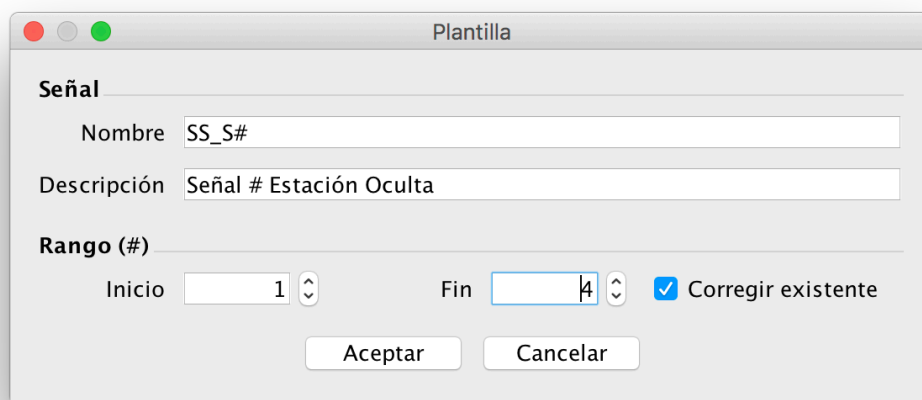 Plantilla
Señal
Nombre SS_S#
Descripción Señal # Estación Oculta
Rango (#)
Inicio 1 Fin 4 Corregir existente
Aceptar Cancelar